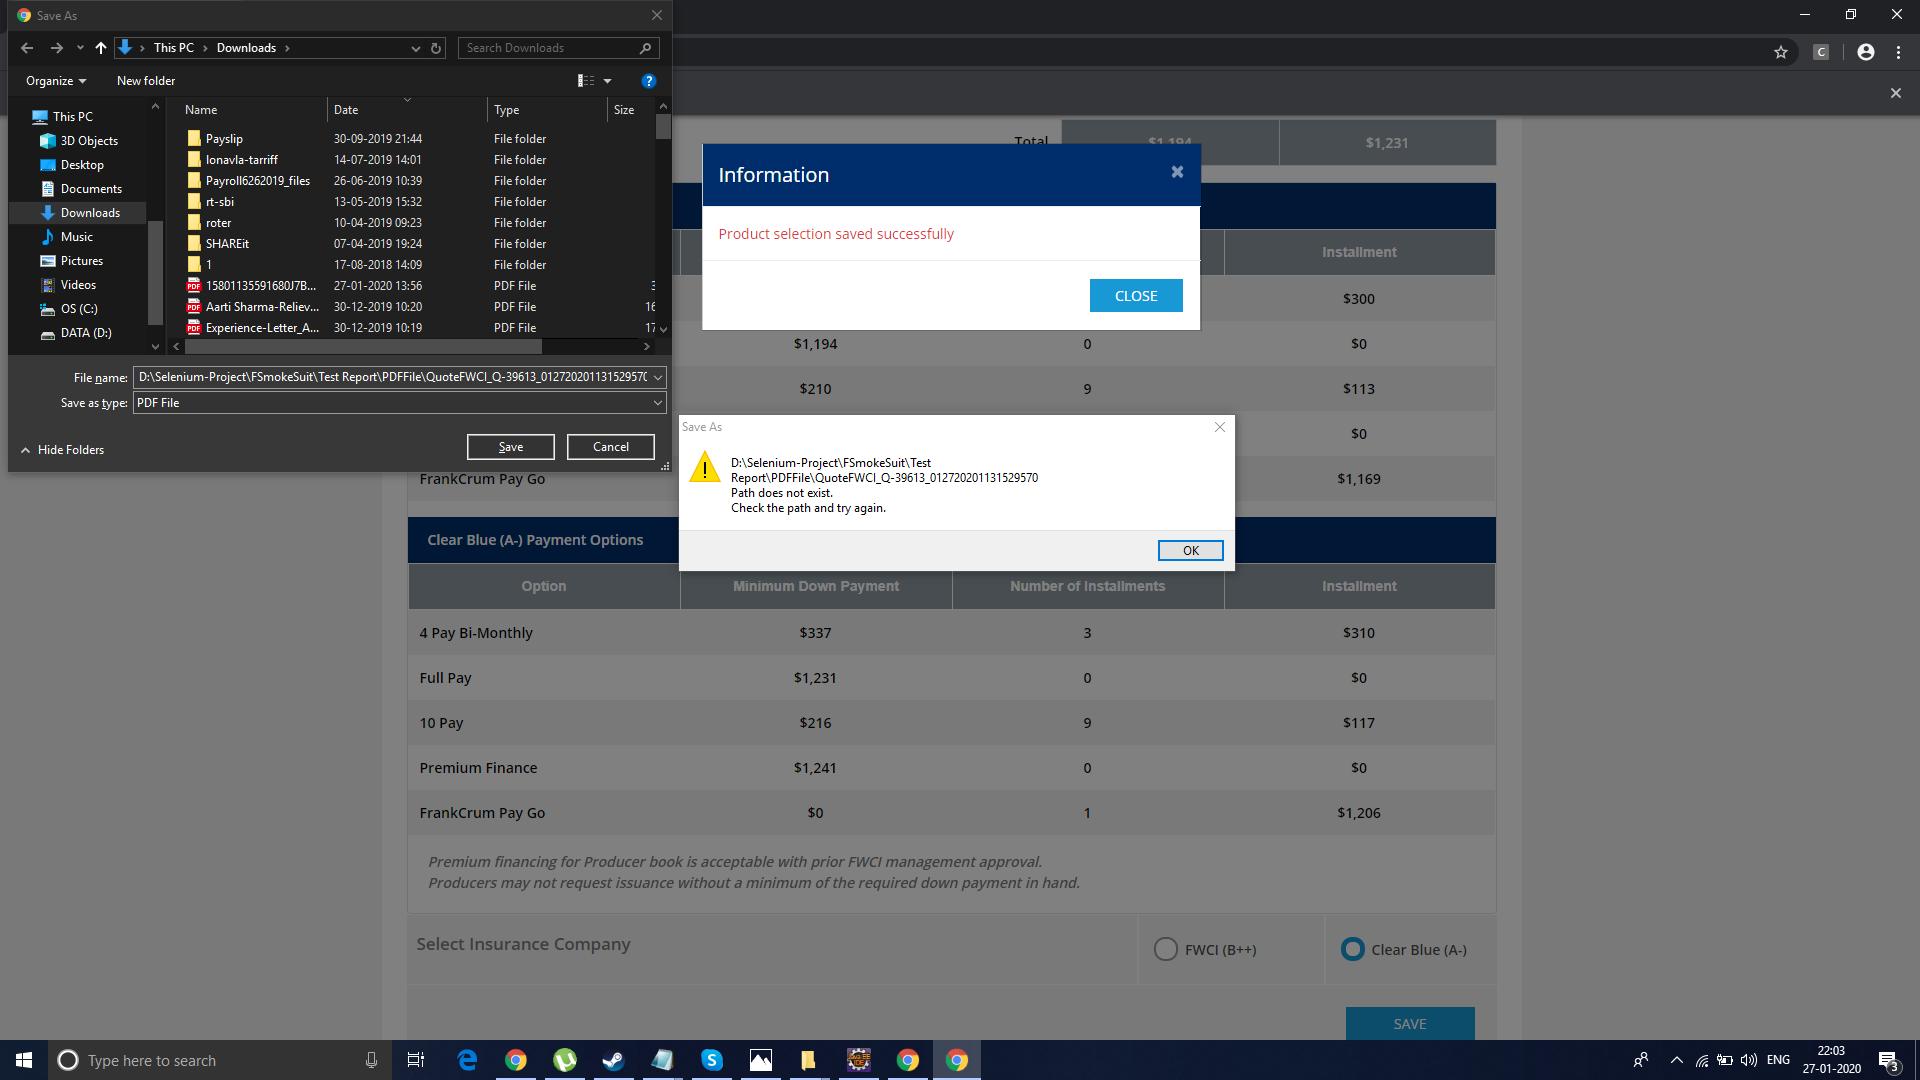 Save As
This PC
Downloads
Search Downloads
Organize
New folder
Name Date Type Size
This PC
3D Objects
Desktop
Documents
Downloads
Music
Pictures
Videos
OS (C:)
DATA (D:)
Payslip 30-09-2019 21:44 File folder
lonavla-tarriff 14-07-2019 14:01 File folder
Payroll6262019_files 26-06-2019 10:39 File folder
rt-sbi 13-05-2019 15:32 File folder
roter 10-04-2019 09:23 File folder
SHAREit 07-04-2019 19:24 File folder
1 17-08-2018 14:09 File folder
15801135591680J7B... 27-01-2020 13:56 PDF File
Aarti Sharma-Reliev... 30-12-2019 10:20 PDF File 16
Experience-Letter_A... 30-12-2019 10:19 PDF File 17
File name: D:\Selenium-Project\FSmokeSuit\Test Report\PDFFile\QuoteFWCI_Q-39613_012720201131529570
Save as type: PDF File
Hide Folders
Save
Cancel
Total $1,194 $1,231
Information
Product selection saved successfully
CLOSE
Installment
$300
$1,194 0 $0
$210 9 $113
$0
FrankCrum Pay Go $1,169
Save As
D:\Selenium-Project\FSmokeSuit\Test
Report\PDFFile\QuoteFWCI_Q-39613_012720201131529570
Path does not exist.
Check the path and try again.
OK
Clear Blue (A-) Payment Options
Option Minimum Down Payment Number of Installments Installment
4 Pay Bi-Monthly $337 3 $310
Full Pay $1,231 0 $0
10 Pay $216 9 $117
Premium Finance $1,241 0 $0
FrankCrum Pay Go $0 1 $1,206
Premium financing for Producer book is acceptable with prior FWCI management approval.
Producers may not request issuance without a minimum of the required down payment in hand.
Select Insurance Company
FWCI (B++)
Clear Blue (A-)
SAVE
Type here to search
ENG
22:03
27-01-2020
3